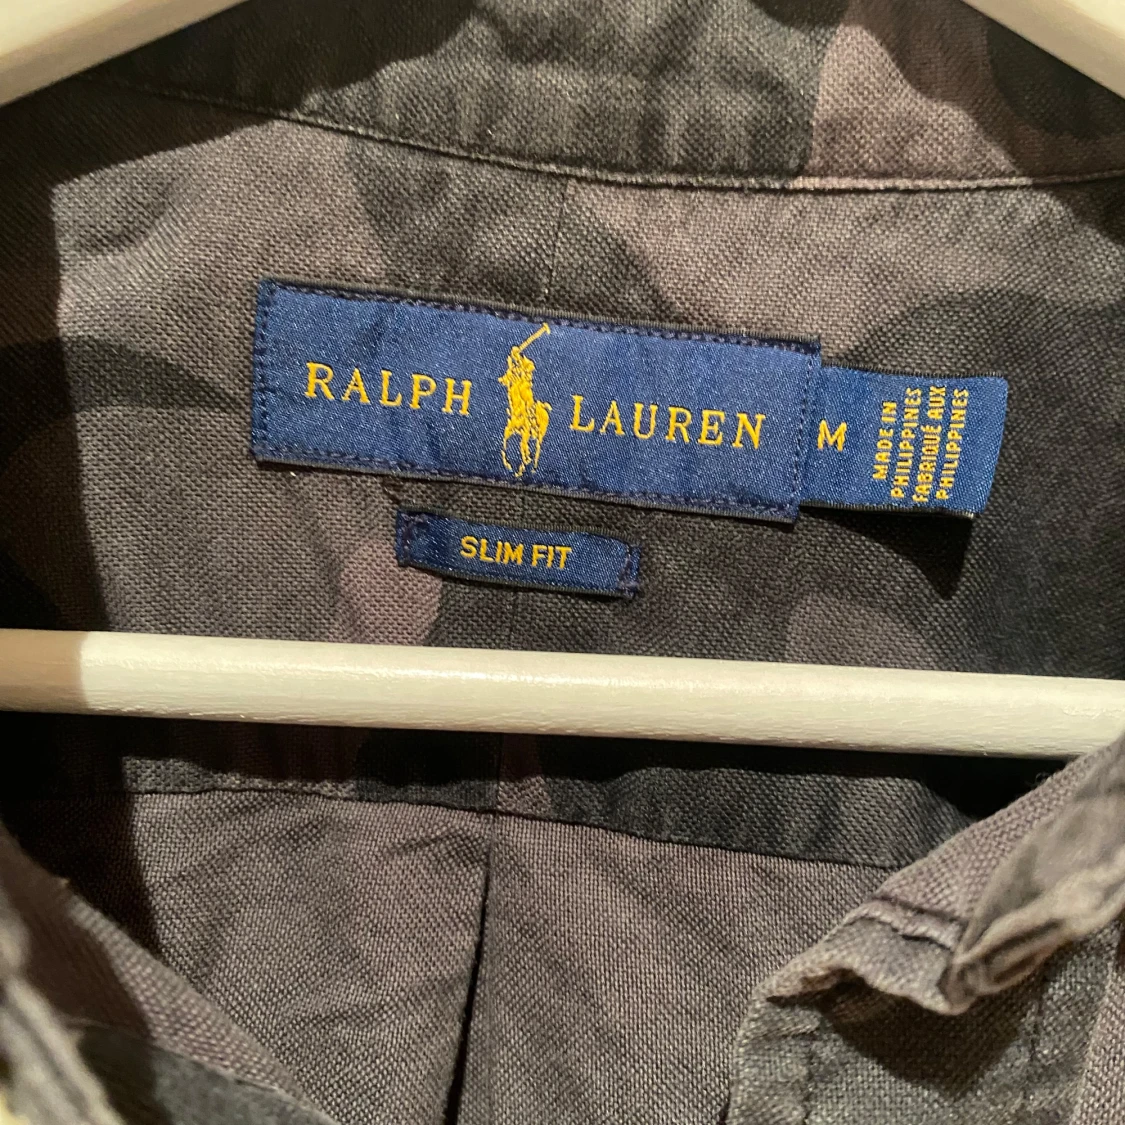 RALPH LAUREN
M
MADE IN
PHILIPPINES
FABRIQUÉ AUX
PHILIPPINES
SLIM FIT